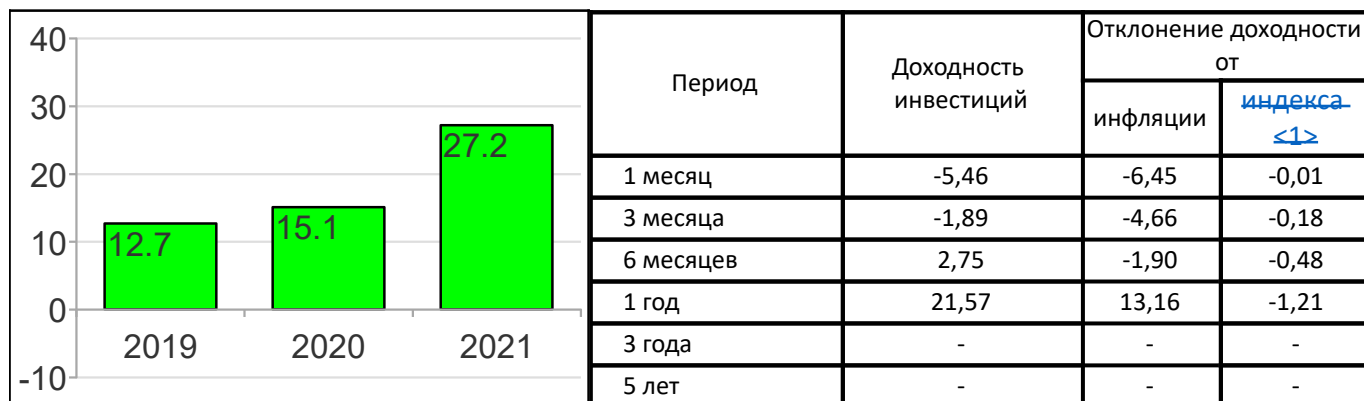 40
30
20
10
0
-10
12.7
15.1
27.2
2019 2020 2021
Период
Доходность
инвестиций
Отклонение доходности
от
инфляции
индекса
<1>
1 месяц -5,46 -6,45 -0,01
3 месяца -1,89 -4,66 -0,18
6 месяцев 2,75 -1,90 -0,48
1 год 21,57 13,16 -1,21
3 года - - -
5 лет - - -